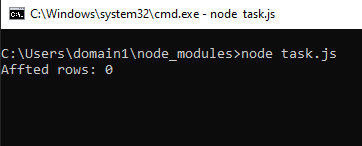 C:\Windows\system32\cmd.exe - node task.js
C:\Users\domain1\node_modules>node task.js
Affted rows: 0